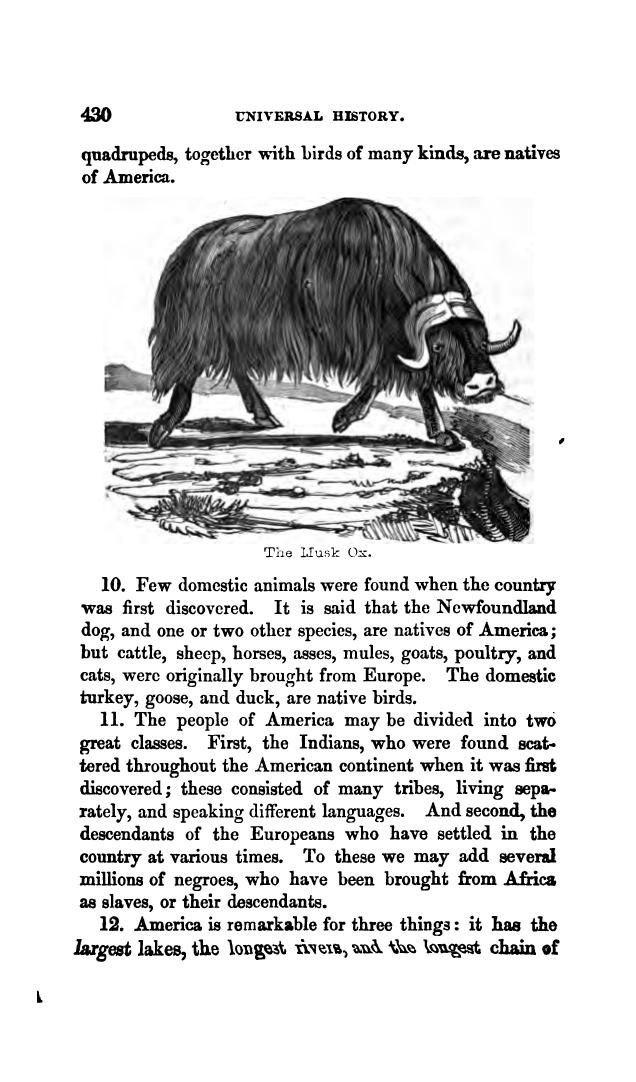 430 UNIVERSAL HISTORY.
quadrupeds, together with birds of many kinds, are natives
of America.
The Musk Ox.
10. Few domestic animals were found when the country
was first discovered. It is said that the Newfoundland
dog, and one or two other species, are natives of America;
but cattle, sheep, horses, asses, mules, goats, poultry, and
cats, were originally brought from Europe. The domestic
turkey, goose, and duck, are native birds.
11. The people of America may be divided into two
great classes. First, the Indians, who were found scat-
tered throughout the American continent when it was first
discovered; these consisted of many tribes, living sepa-
rately, and speaking different languages. And second, the
descendants of the Europeans who have settled in the
country at various times. To these we may add several
millions of negroes, who have been brought from Africa
as slaves, or their descendants.
12. America is remarkable for three things: it has the
largest lakes, the longest rivers, and the longest chain of